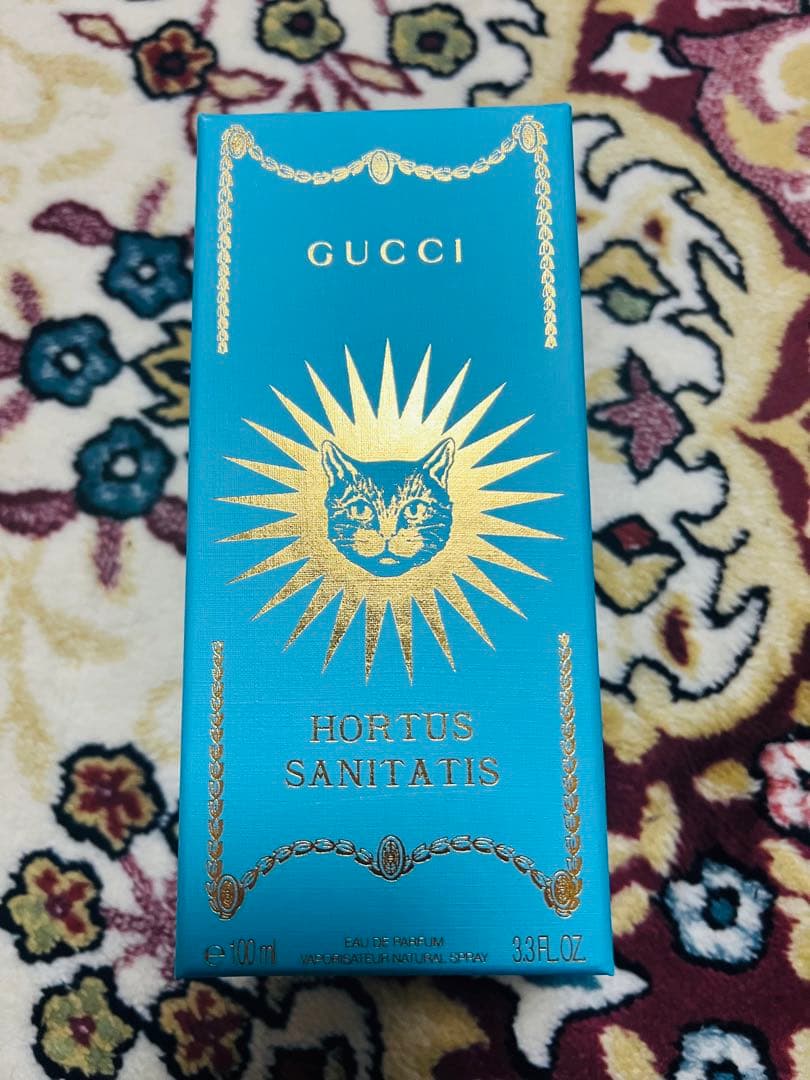 GUCCI
HORTUS
SANITATIS
e 100 ml
EAU DE PARFUM
VAPORISATEUR NATURAL SPRAY
3.3 FL.OZ.